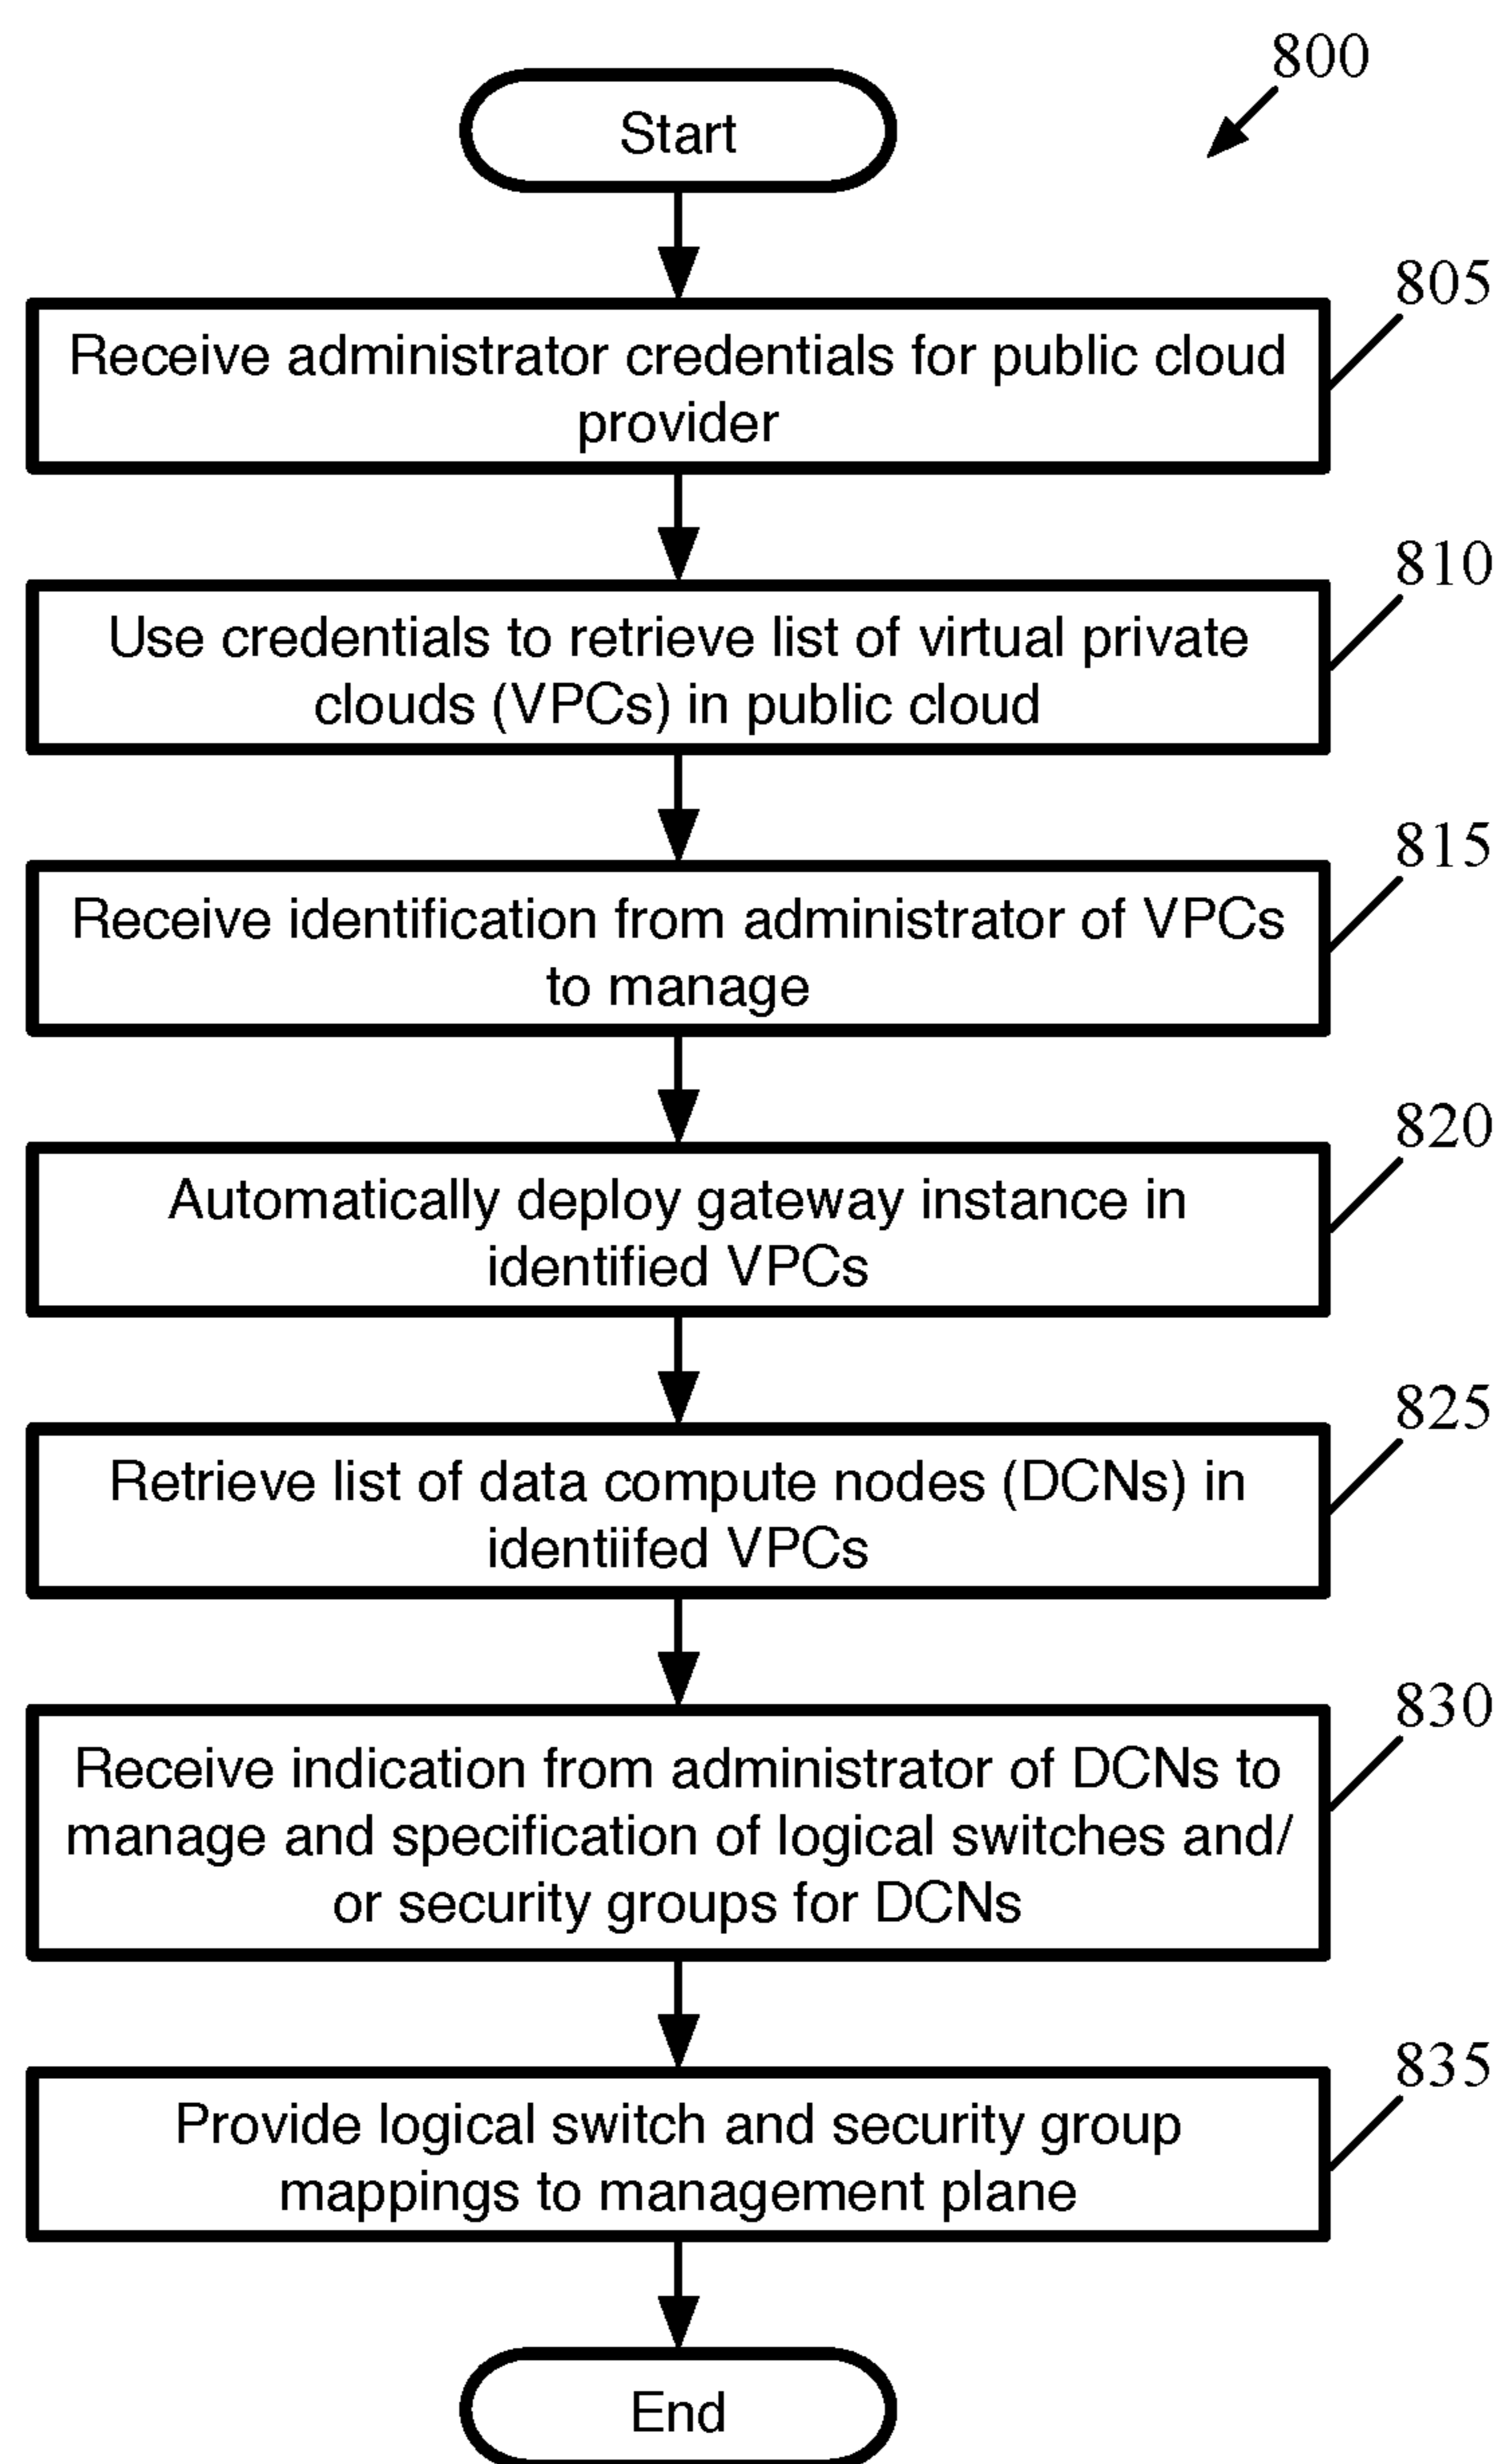 800
Start
805
Receive administrator credentials for public cloud
provider
810
Use credentials to retrieve list of virtual private
clouds (VPCs) in public cloud
815
Receive identification from administrator of VPCs
to manage
820
Automatically deploy gateway instance in
identified VPCs
825
Retrieve list of data compute nodes (DCNs) in
identiifed VPCs
830
Receive indication from administrator of DCNs to
manage and specification of logical switches and/
or security groups for DCNs
835
Provide logical switch and security group
mappings to management plane
End